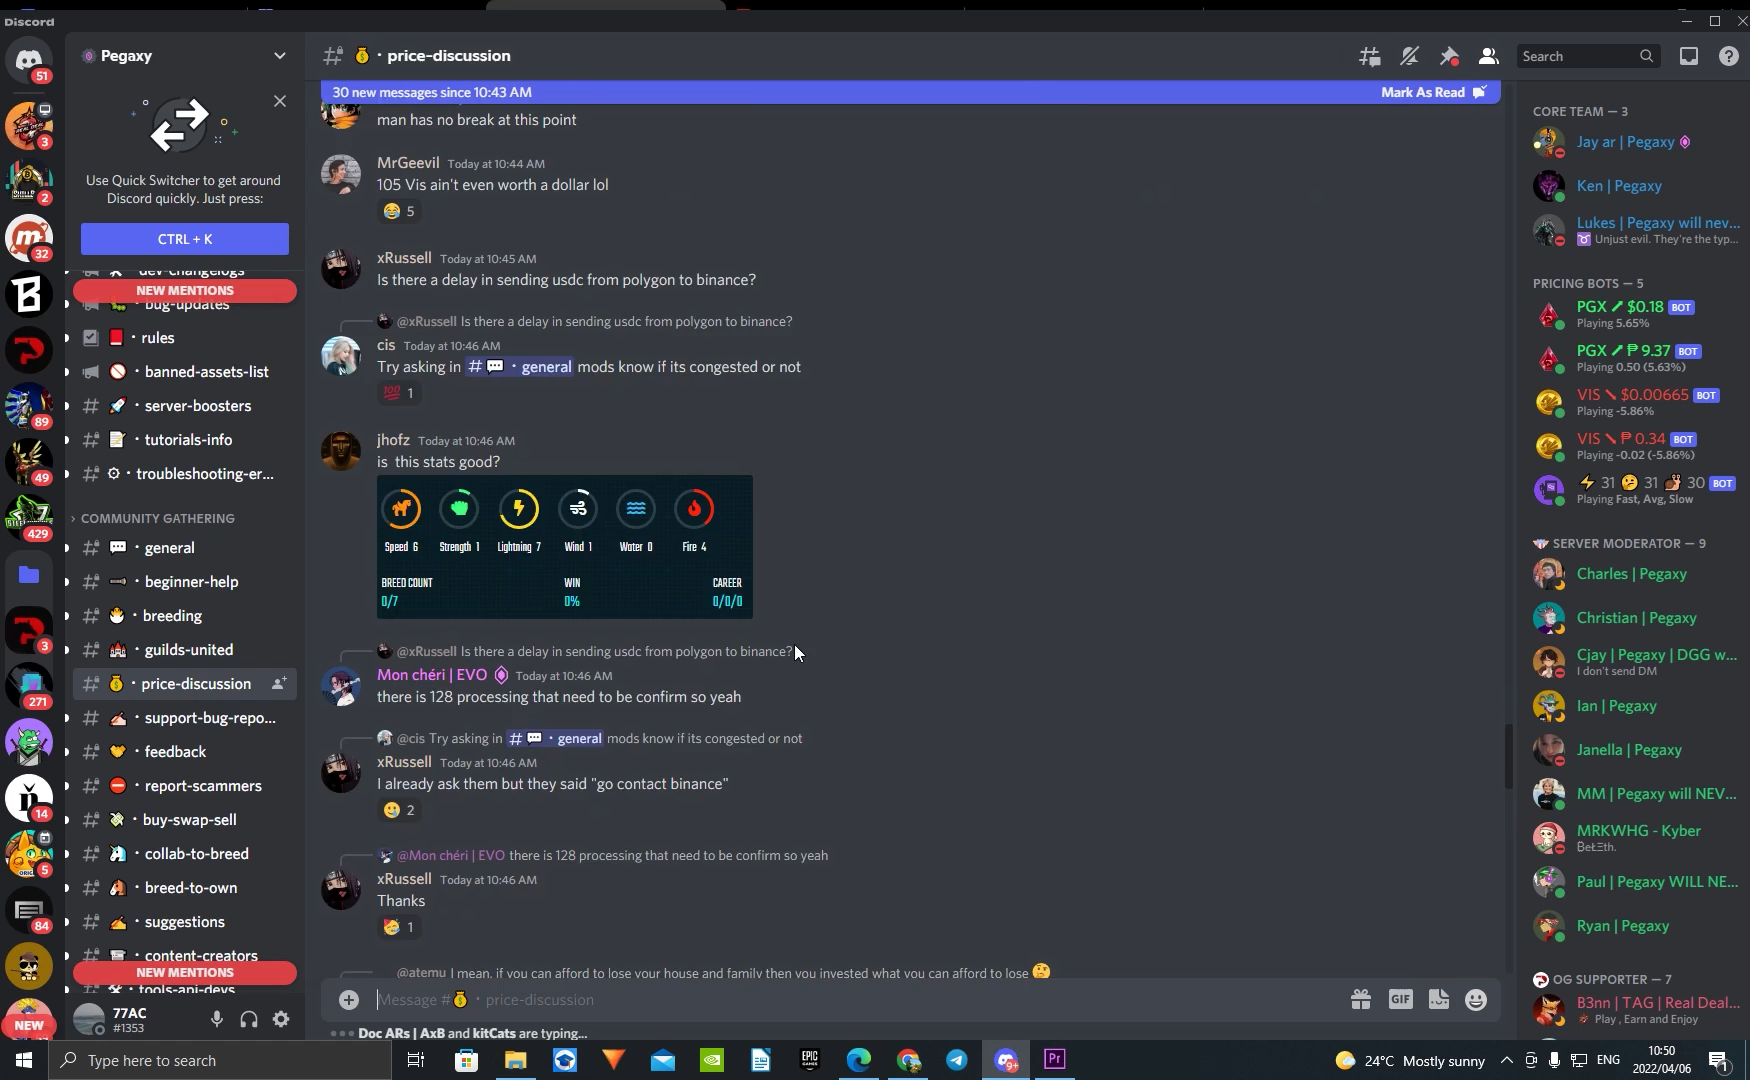 Discord
51
3
2
32
89
49
429
3
271
14
5
84
NEW
Pegaxy
Use Quick Switcher to get around
Discord quickly. Just press:
CTRL + K
dev-changelogs
NEW MENTIONS
bug-updates
rules
banned-assets-list
server-boosters
tutorials-info
troubleshooting-er...
COMMUNITY GATHERING
general
beginner-help
breeding
guilds-united
price-discussion
support-bug-repo...
feedback
report-scammers
buy-swap-sell
collab-to-breed
breed-to-own
suggestions
content-creators
NEW MENTIONS
tools-api-devs
77AC
#1353
price-discussion
Search
30 new messages since 10:43 AM
Mark As Read
man has no break at this point
MrGeevil Today at 10:44 AM
105 Vis ain't even worth a dollar lol
😂 5
xRussell Today at 10:45 AM
Is there a delay in sending usdc from polygon to binance?
@xRussell Is there a delay in sending usdc from polygon to binance?
cis Today at 10:46 AM
Try asking in # 💬 · general mods know if its congested or not
💯 1
jhofz Today at 10:46 AM
is this stats good?
Speed 6 Strength 1 Lightning 7 Wind 1 Water 0 Fire 4
BREED COUNT WIN CAREER
0/7 0% 0/0/0
@xRussell Is there a delay in sending usdc from polygon to binance?
Mon chéri | EVO Today at 10:46 AM
there is 128 processing that need to be confirm so yeah
@cis Try asking in # 💬 · general mods know if its congested or not
xRussell Today at 10:46 AM
I already ask them but they said "go contact binance"
🥲 2
@Mon chéri | EVO there is 128 processing that need to be confirm so yeah
xRussell Today at 10:46 AM
Thanks
🥳 1
@atemu I mean, if you can afford to lose your house and family then you invested what you can afford to lose 🤔
Message #💰 · price-discussion
GIF
Doc ARs | AxB and kitCats are typing...
CORE TEAM — 3
Jay ar | Pegaxy
Ken | Pegaxy
Lukes | Pegaxy will nev...
Unjust evil. They're the typ...
PRICING BOTS — 5
PGX ⬈ $0.18 BOT
Playing 5.65%
PGX ⬈ ₱ 9.37 BOT
Playing 0.50 (5.63%)
VIS ⬊ $0.00665 BOT
Playing -5.86%
VIS ⬊ ₱ 0.34 BOT
Playing -0.02 (-5.86%)
⚡ 31 🤔 31 🐌 30 BOT
Playing Fast, Avg, Slow
SERVER MODERATOR — 9
Charles | Pegaxy
Christian | Pegaxy
Cjay | Pegaxy | DGG w...
I don't send DM
Ian | Pegaxy
Janella | Pegaxy
MM | Pegaxy will NEV...
MRKWHG - Kyber
BeŁΞth.
Paul | Pegaxy WILL NE...
Ryan | Pegaxy
OG SUPPORTER — 7
B3nn | TAG | Real Deal...
Play , Earn and Enjoy
Type here to search
EPIC
GAMES
9+
Pr
24°C Mostly sunny
ENG
10:50
2022/04/06
1